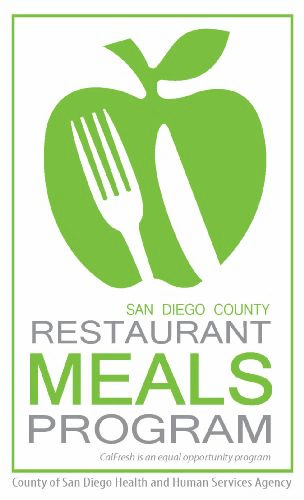 SAN DIEGO COUNTY
RESTAURANT
MEALS
PROGRAM
CalFresh is an equal opportunity program
County of San Diego Health and Human Services Agency